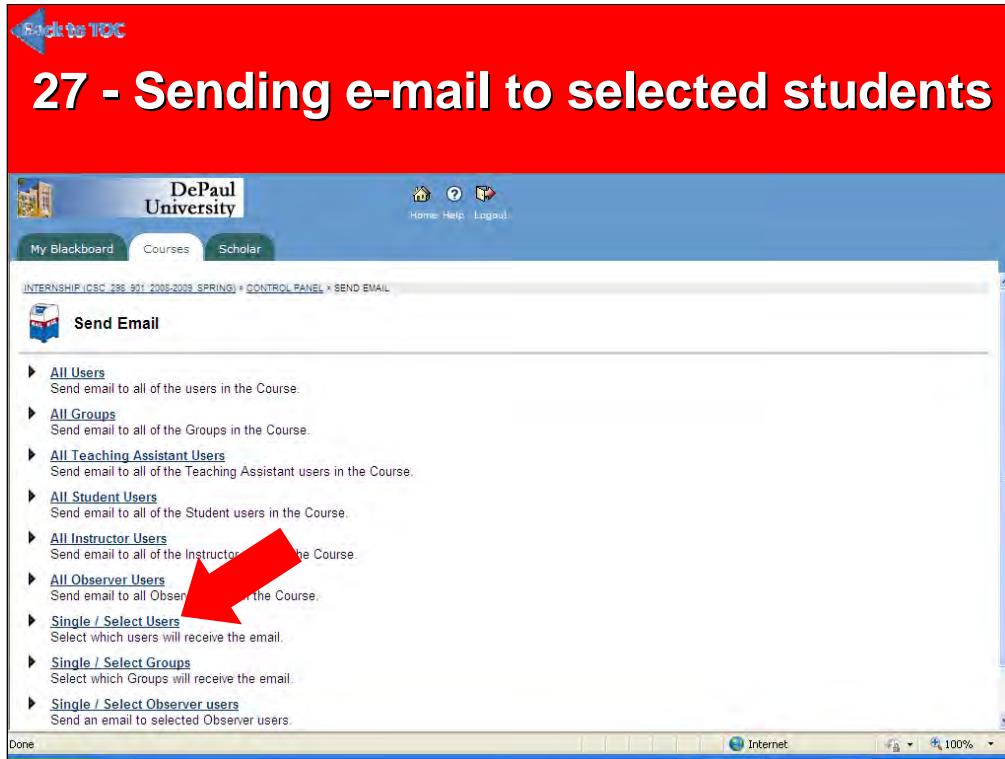 Back to TOC
27 - Sending e-mail to selected students
DePaul
University
Home Help Logout
My Blackboard Courses Scholar
INTERNSHIP (CSC_298_901_2008-2009_SPRING) > CONTROL PANEL > SEND EMAIL
Send Email
All Users
Send email to all of the users in the Course.
All Groups
Send email to all of the Groups in the Course.
All Teaching Assistant Users
Send email to all of the Teaching Assistant users in the Course.
All Student Users
Send email to all of the Student users in the Course.
All Instructor Users
Send email to all of the Instructor he Course.
All Observer Users
Send email to all Obser the Course.
Single / Select Users
Select which users will receive the email.
Single / Select Groups
Select which Groups will receive the email.
Single / Select Observer users
Send an email to selected Observer users.
Done Internet 100%